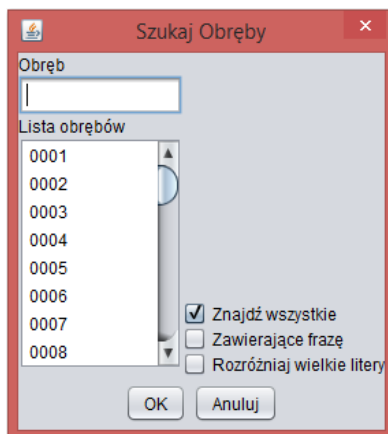 Szukaj Obręby
Obręb
Lista obrębów
0001
0002
0003
0004
0005
0006
0007
0008
Znajdź wszystkie
Zawierające frazę
Rozróżniaj wielkie litery
OK
Anuluj